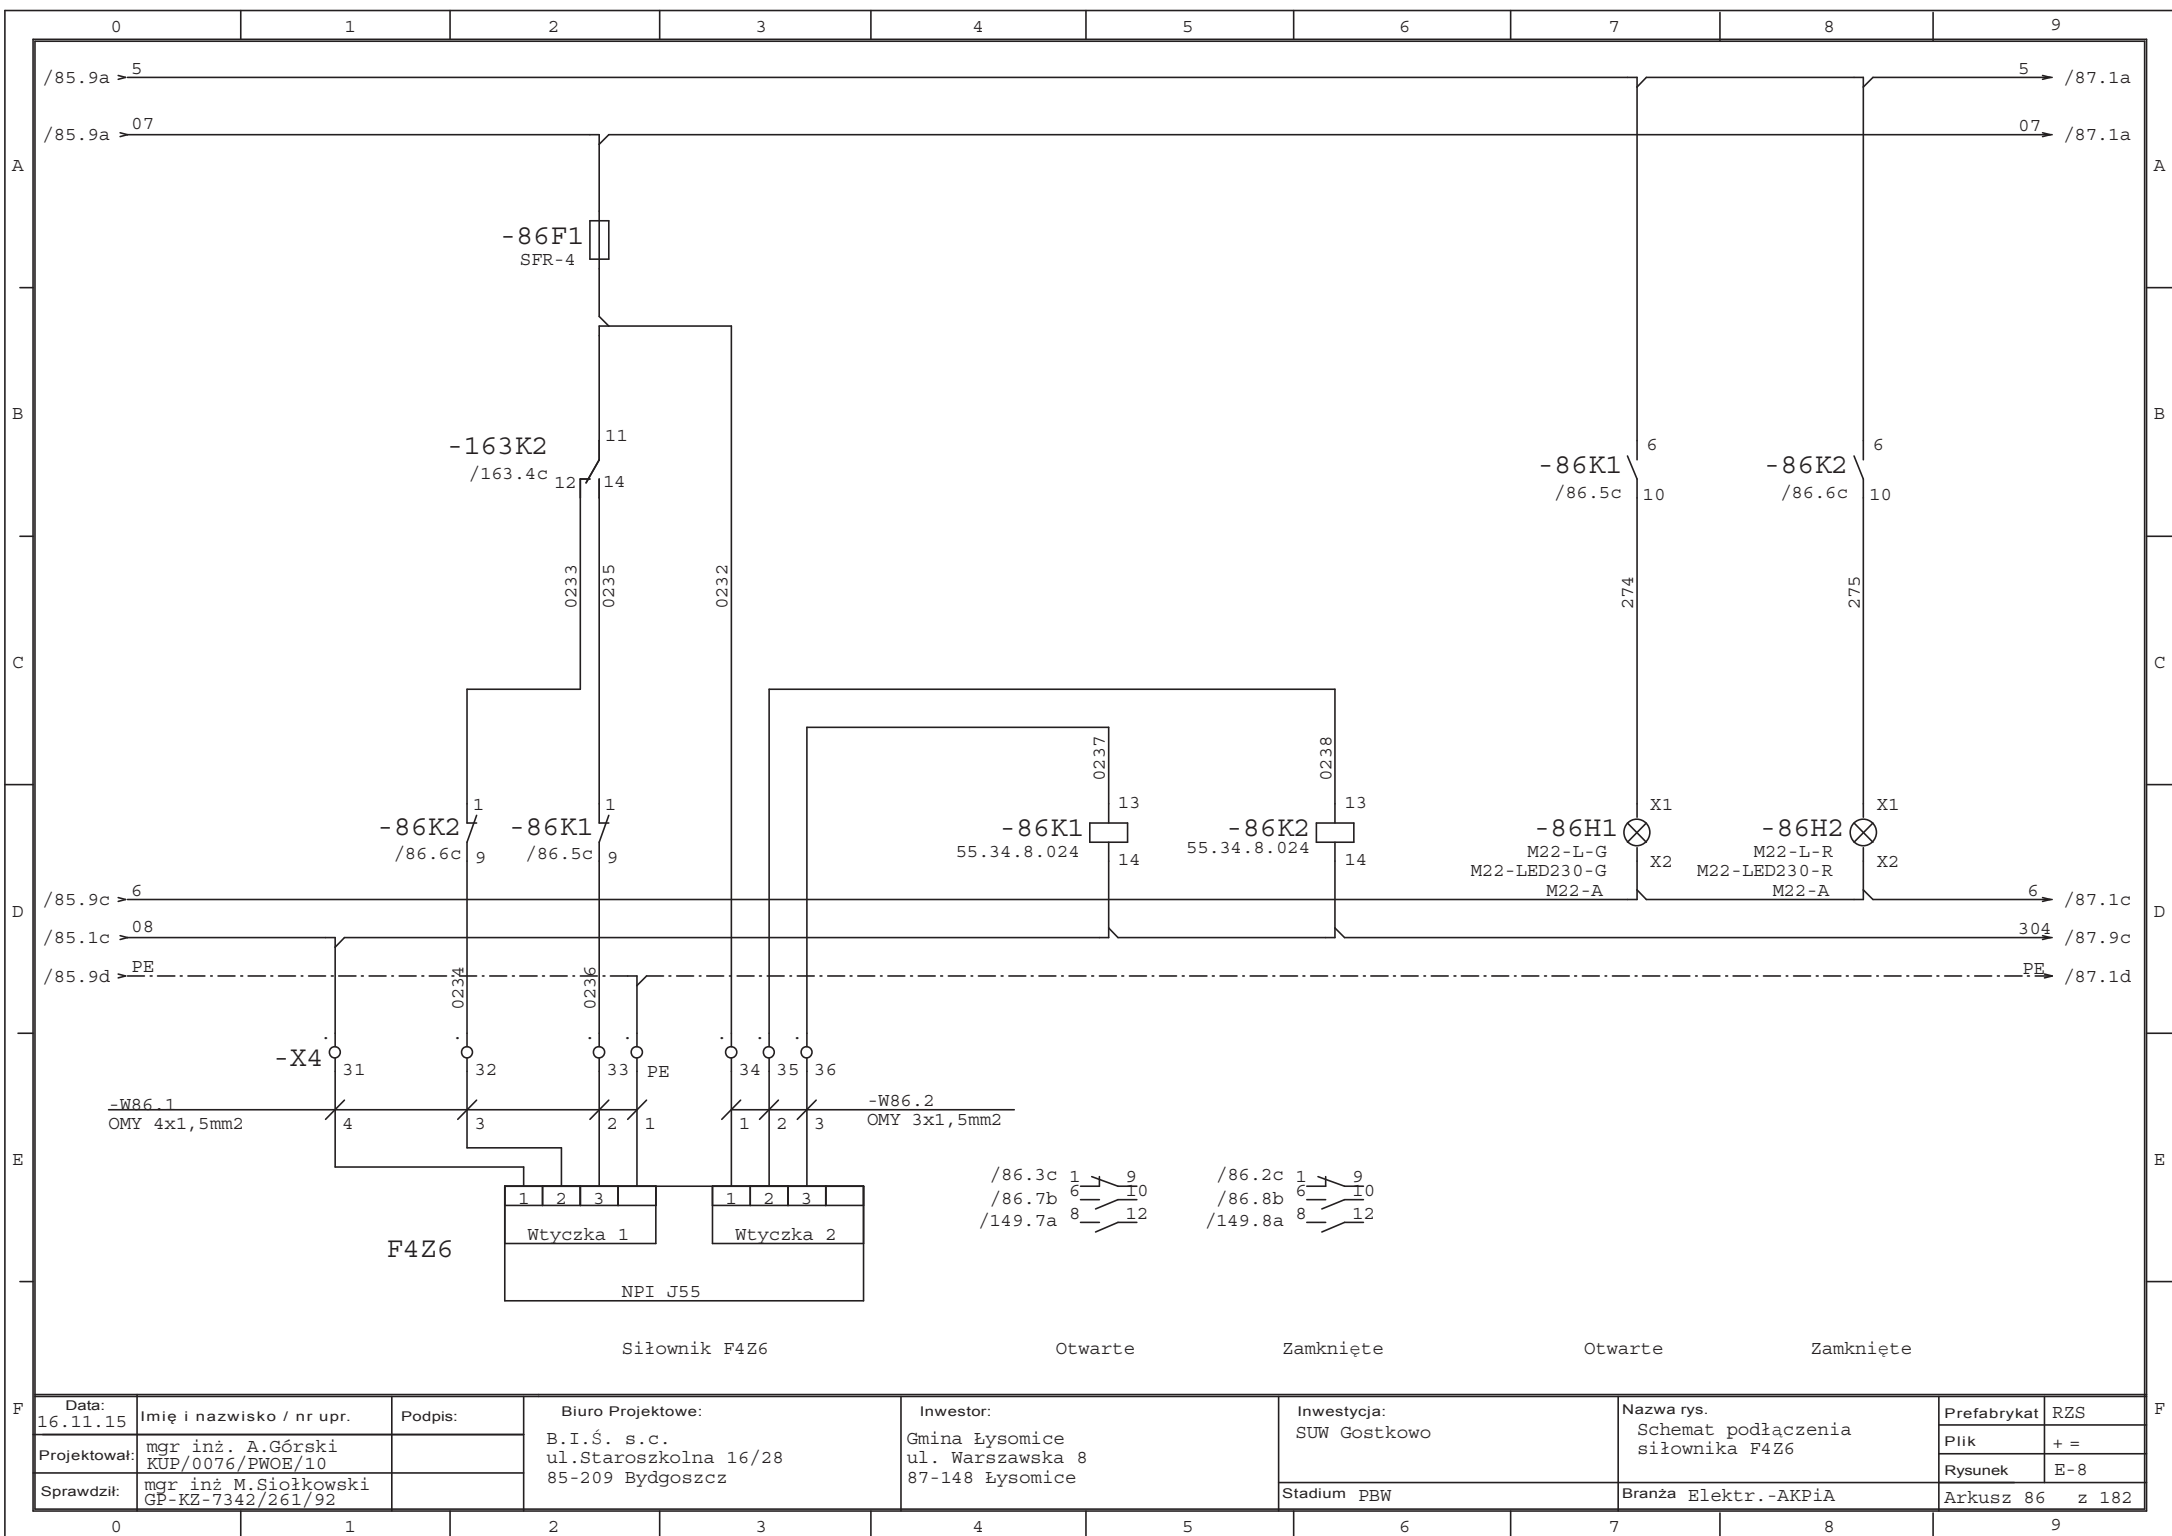 0 1 2 3 4 5 6 7 8 9
/85.9a 5 5 /87.1a
/85.9a 07 07 /87.1a
A A
-86F1
SFR-4
B B
-163K2 11
/163.4c 12 14
-86K1 6
/86.5c 10
-86K2 6
/86.6c 10
0233 0235 0232 274 275
C C
0237 0238
1 1 13 13 X1 X1
-86K2 -86K1 -86K1 -86K2 -86H1 -86H2
/86.6c 9 /86.5c 9 55.34.8.024 14 55.34.8.024 14 M22-L-G X2 M22-L-R X2
M22-LED230-G M22-LED230-R
M22-A M22-A
/85.9c 6 6 /87.1c
D D
/85.1c 08 304 /87.9c
/85.9d PE PE /87.1d
0234 0236
-X4 31 32 33 PE 34 35 36
-W86.1 -W86.2
OMY 4x1,5mm2 4 3 2 1 1 2 3 OMY 3x1,5mm2
E E
/86.3c 1 9 /86.2c 1 9
/86.7b 6 10 /86.8b 6 10
/149.7a 8 12 /149.8a 8 12
1 2 3 1 2 3
Wtyczka 1 Wtyczka 2
F4Z6
NPI J55
Siłownik F4Z6 Otwarte Zamknięte Otwarte Zamknięte
F F
Data:
16.11.15
Imię i nazwisko / nr upr.
Podpis:
Projektował:
mgr inż. A.Górski
KUP/0076/PWOE/10
Sprawdził:
mgr inż M.Siołkowski
GP-KZ-7342/261/92
Biuro Projektowe:
B.I.Ś. s.c.
ul.Staroszkolna 16/28
85-209 Bydgoszcz
Inwestor:
Gmina Łysomice
ul. Warszawska 8
87-148 Łysomice
Inwestycja:
SUW Gostkowo
Stadium PBW
Nazwa rys.
Schemat podłączenia
siłownika F4Z6
Branża Elektr.-AKPiA
Prefabrykat RZS
Plik + =
Rysunek E-8
Arkusz 86 z 182
0 1 2 3 4 5 6 7 8 9